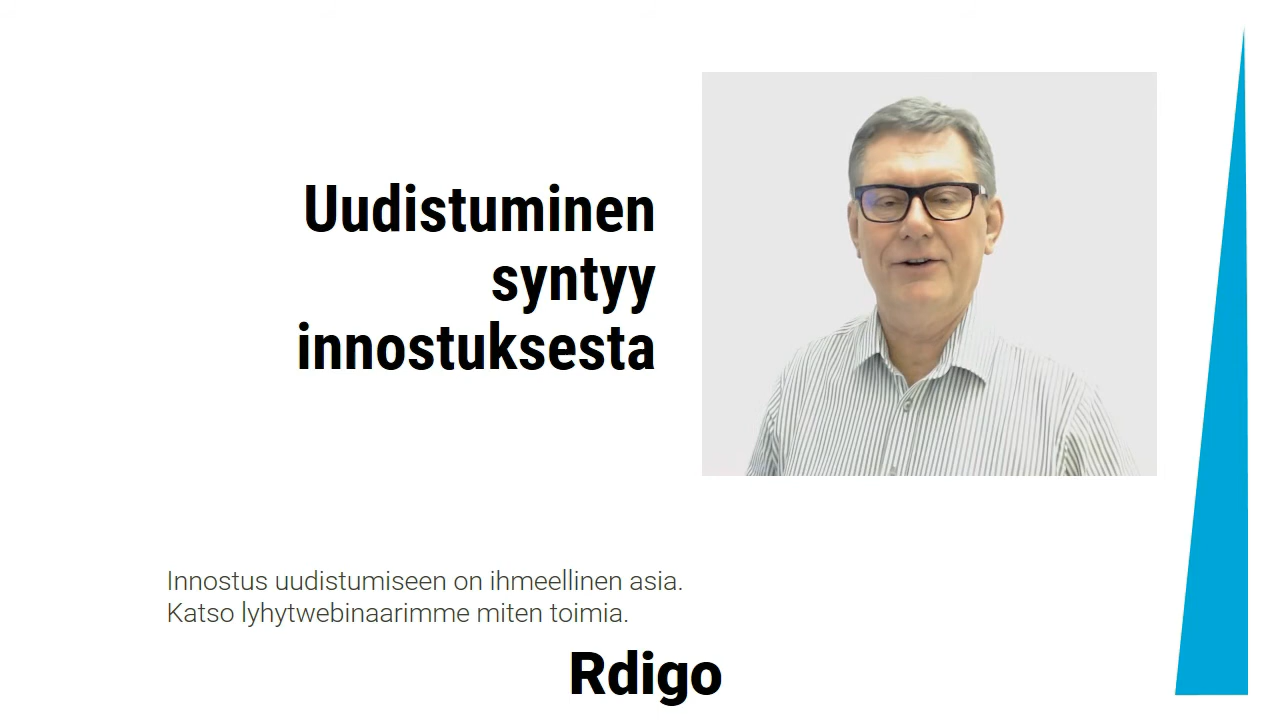 Uudistuminen
syntyy
innostuksesta
Innostus uudistumiseen on ihmeellinen asia.
Katso lyhytwebinaarimme miten toimia.
Rdigo